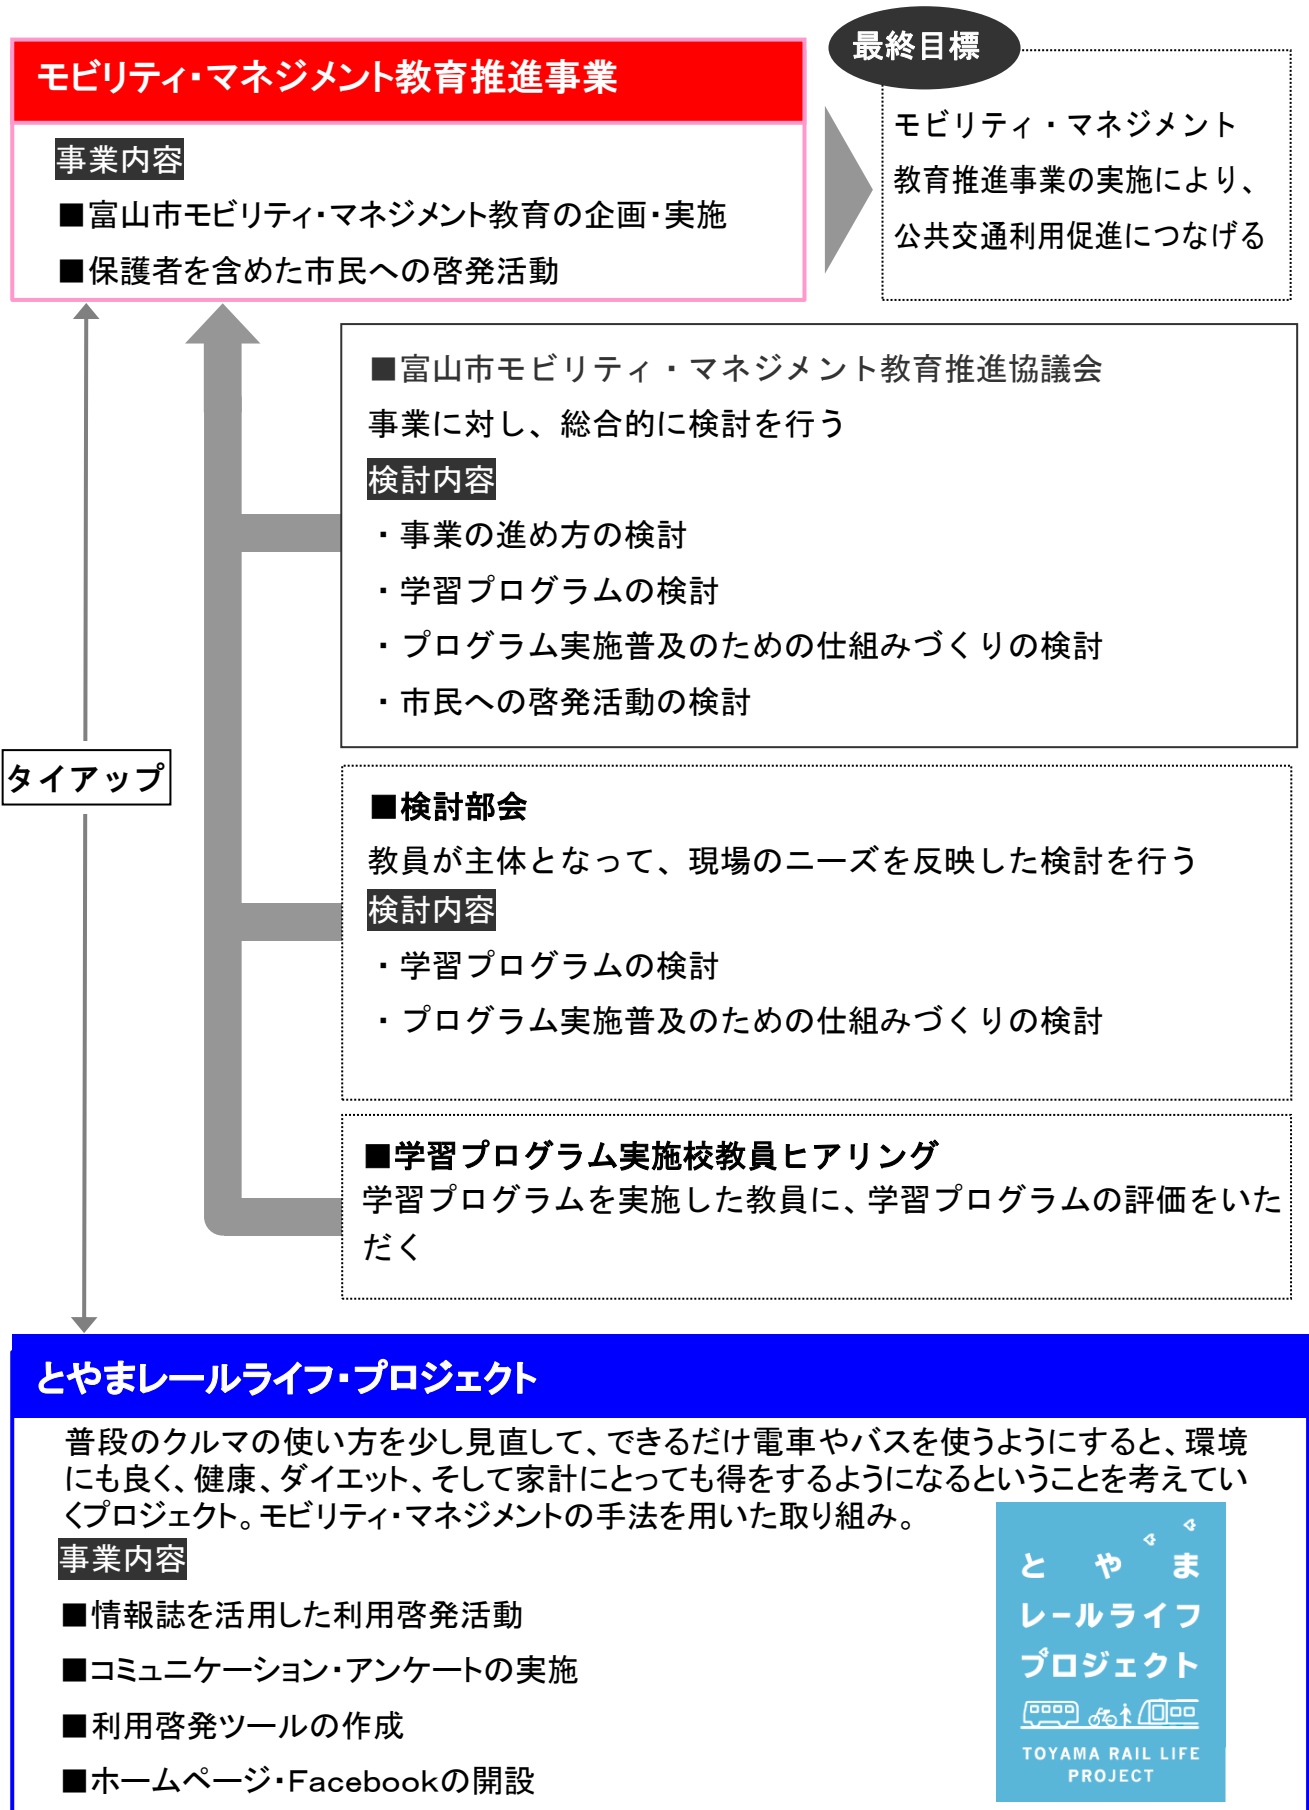 モビリティ・マネジメント教育推進事業
事業内容
■富山市モビリティ・マネジメント教育の企画・実施
■保護者を含めた市民への啓発活動
最終目標
モビリティ・マネジメント
教育推進事業の実施により、
公共交通利用促進につなげる
■富山市モビリティ・マネジメント教育推進協議会
事業に対し、総合的に検討を行う
検討内容
・事業の進め方の検討
・学習プログラムの検討
・プログラム実施普及のための仕組みづくりの検討
・市民への啓発活動の検討
タイアップ
■検討部会
教員が主体となって、現場のニーズを反映した検討を行う
検討内容
・学習プログラムの検討
・プログラム実施普及のための仕組みづくりの検討
■学習プログラム実施校教員ヒアリング
学習プログラムを実施した教員に、学習プログラムの評価をいた
だく
とやまレールライフ・プロジェクト
普段のクルマの使い方を少し見直して、できるだけ電車やバスを使うようにすると、環境
にも良く、健康、ダイエット、そして家計にとっても得をするようになるということを考えてい
くプロジェクト。モビリティ・マネジメントの手法を用いた取り組み。
事業内容
■情報誌を活用した利用啓発活動
■コミュニケーション・アンケートの実施
■利用啓発ツールの作成
■ホームページ・Facebookの開設
とやま
レールライフ
プロジェクト
TOYAMA RAIL LIFE
PROJECT